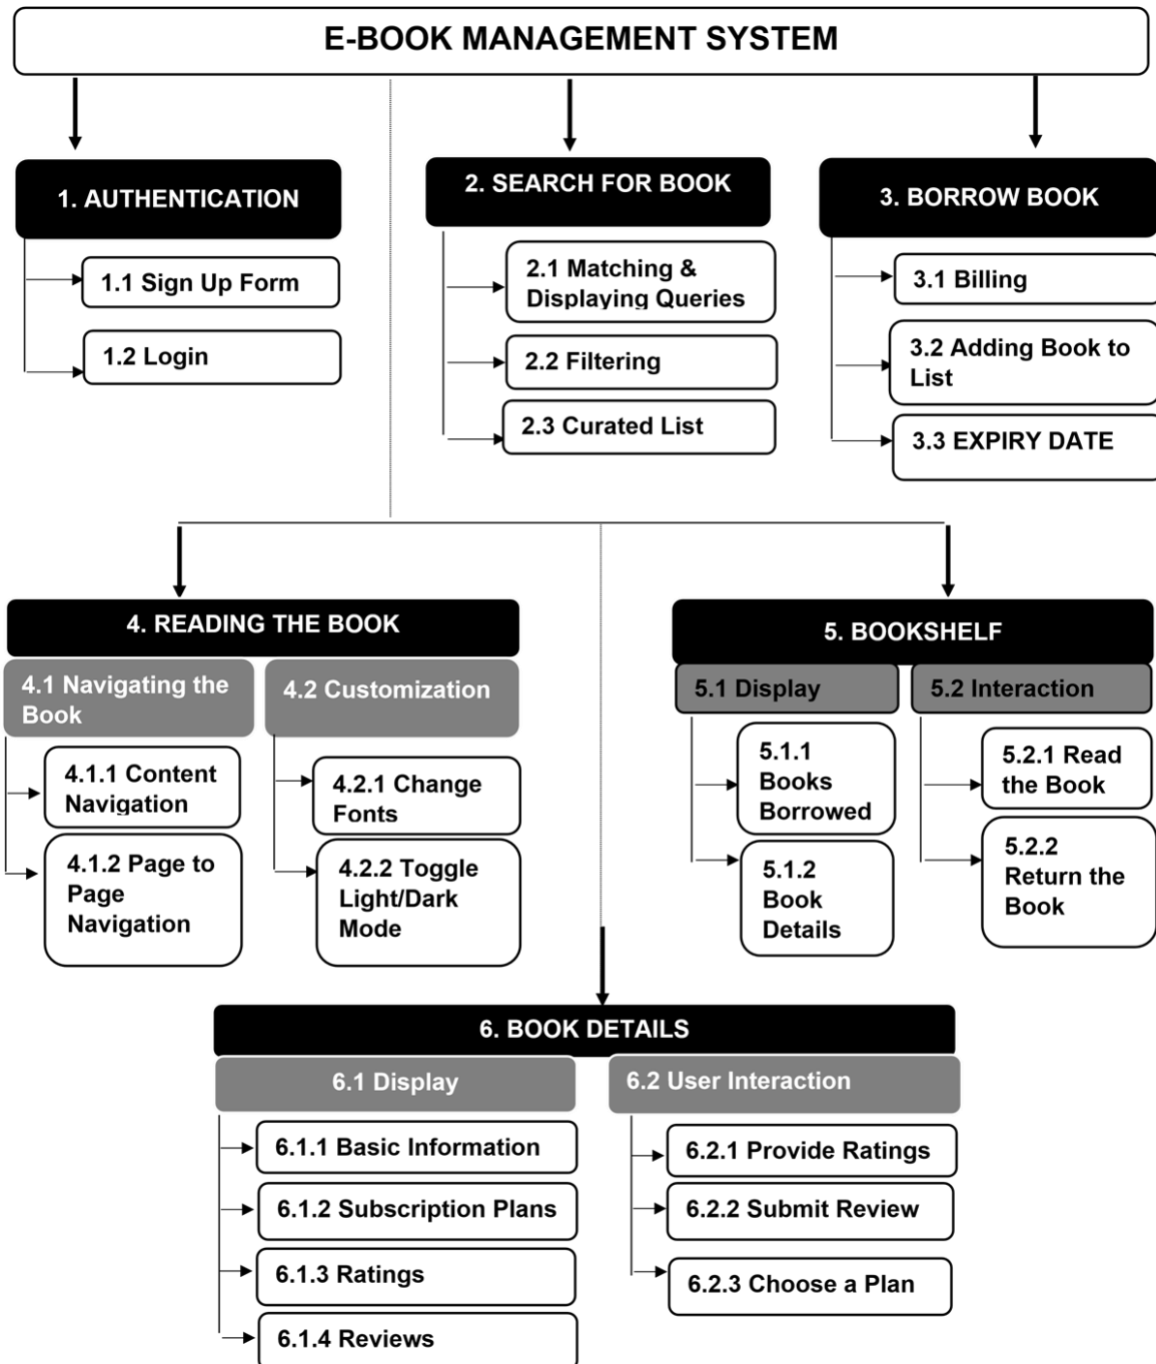 E-BOOK MANAGEMENT SYSTEM
1. AUTHENTICATION
1.1 Sign Up Form
1.2 Login
2. SEARCH FOR BOOK
2.1 Matching &
Displaying Queries
2.2 Filtering
2.3 Curated List
3. BORROW BOOK
3.1 Billing
3.2 Adding Book to
List
3.3 EXPIRY DATE
4. READING THE BOOK
4.1 Navigating the
Book
4.1.1 Content
Navigation
4.1.2 Page to
Page
Navigation
4.2 Customization
4.2.1 Change
Fonts
4.2.2 Toggle
Light/Dark
Mode
5. BOOKSHELF
5.1 Display
5.1.1
Books
Borrowed
5.1.2
Book
Details
5.2 Interaction
5.2.1 Read
the Book
5.2.2
Return the
Book
6. BOOK DETAILS
6.1 Display
6.1.1 Basic Information
6.1.2 Subscription Plans
6.1.3 Ratings
6.1.4 Reviews
6.2 User Interaction
6.2.1 Provide Ratings
6.2.2 Submit Review
6.2.3 Choose a Plan